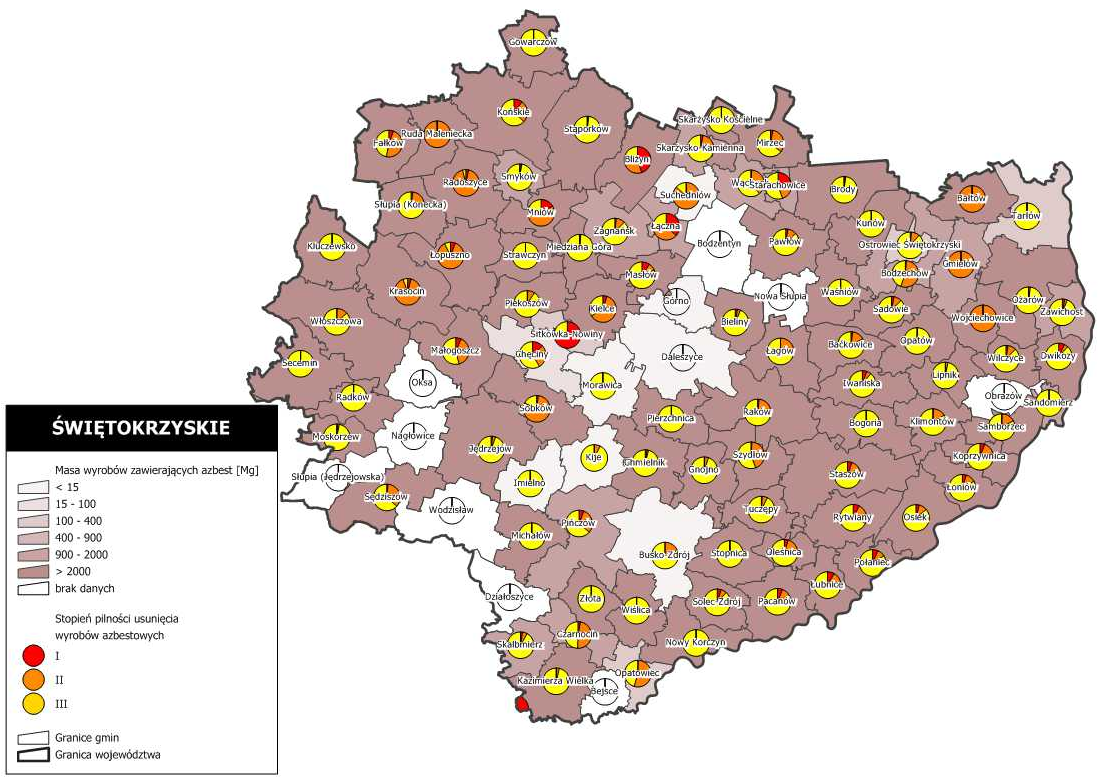 Gowarczów
Końskie
Stąporków
Skarżysko Kościelne
Ruda Maleniecka
Fałków
Skarżysko-Kamienna
Mirzec
Bliżyn
Smyków
Radoszyce
Starachowice
Brody
Suchedniów
Bałtów
Słupia (Konecka)
Mniów
Tarłów
Łączna
Kunów
Zagnańsk
Kluczewsko
Łopuszno
Strawczyn
Miedziana Góra
Bodzentyn
Pawłów
Ostrowiec Świętokrzyski
Ćmielów
Masłów
Bodzechów
Krasocin
Waśniów
Nowa Słupia
Piekoszów
Górno
Ożarów
Kielce
Sadowie
Zawichost
Włoszczowa
Bieliny
Wojciechowice
Sitkówka-Nowiny
Małogoszcz
Chęciny
Daleszyce
Łagów
Baćkowice
Opatów
Wilczyce
Dwikozy
Secemin
Oksa
Morawica
Iwaniska
Lipnik
Radków
Obrazów
Sandomierz
Sobków
Pierzchnica
Raków
Bogoria
Klimontów
Samborzec
Moskorzew
Nagłowice
Jędrzejów
Kije
Chmielnik
Gnojno
Szydłów
Koprzywnica
Słupia (Jędrzejowska)
Imielno
Staszów
Łoniów
Sędziszów
Wodzisław
Pińczów
Tuczępy
Rytwiany
Osiek
Michałów
Busko-Zdrój
Stopnica
Oleśnica
Połaniec
Działoszyce
Złota
Wiślica
Solec-Zdrój
Pacanów
Łubnice
Skalbmierz
Czarnocin
Nowy Korczyn
Kazimierza Wielka
Opatowiec
Bejsce
ŚWIĘTOKRZYSKIE
Masa wyrobów zawierających azbest [Mg]
< 15
15 - 100
100 - 400
400 - 900
900 - 2000
> 2000
brak danych
Stopień pilności usunięcia
wyrobów azbestowych
I
II
III
Granice gmin
Granica województwa